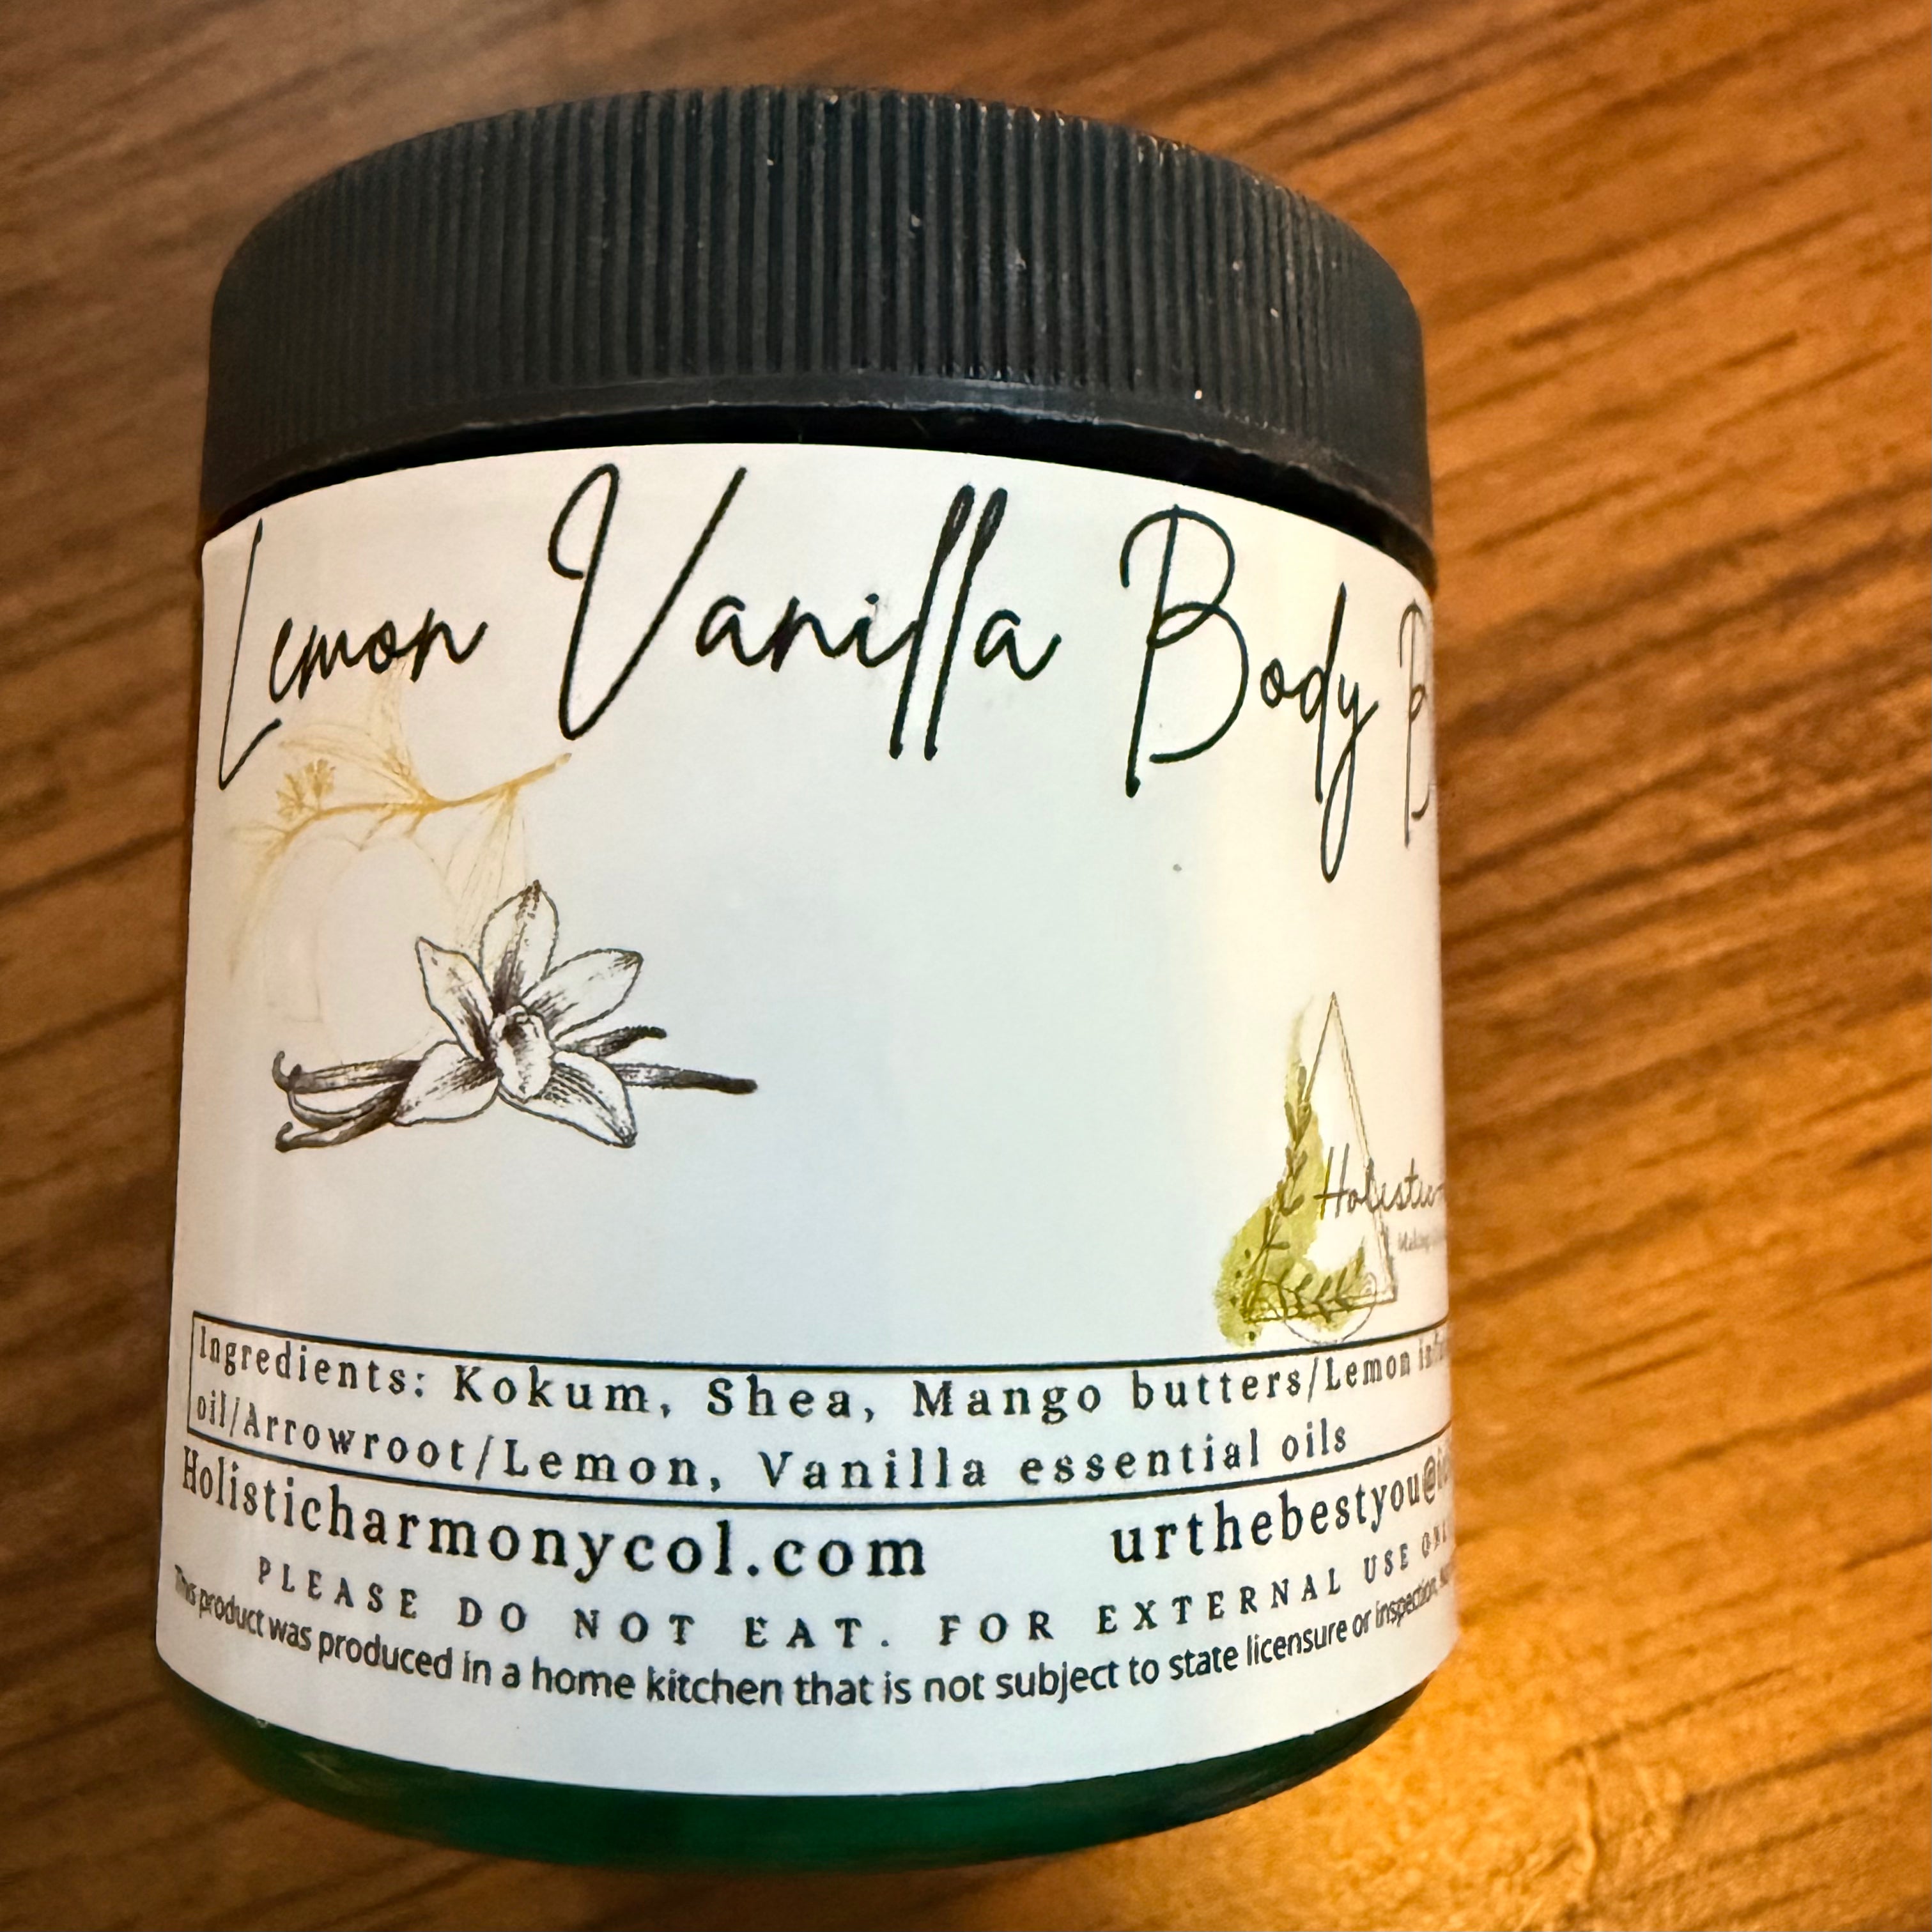 Lemon Vanilla Body
Holistic
Ingredients: Kokum, Shea, Mango butters/Lemon
oil/Arrowroot/Lemon, Vanilla essential oils
Holisticharmonycol.com urthebestyou@
PLEASE DO NOT EAT. FOR EXTERNAL USE
This product was produced in a home kitchen that is not subject to state licensure or inspection.